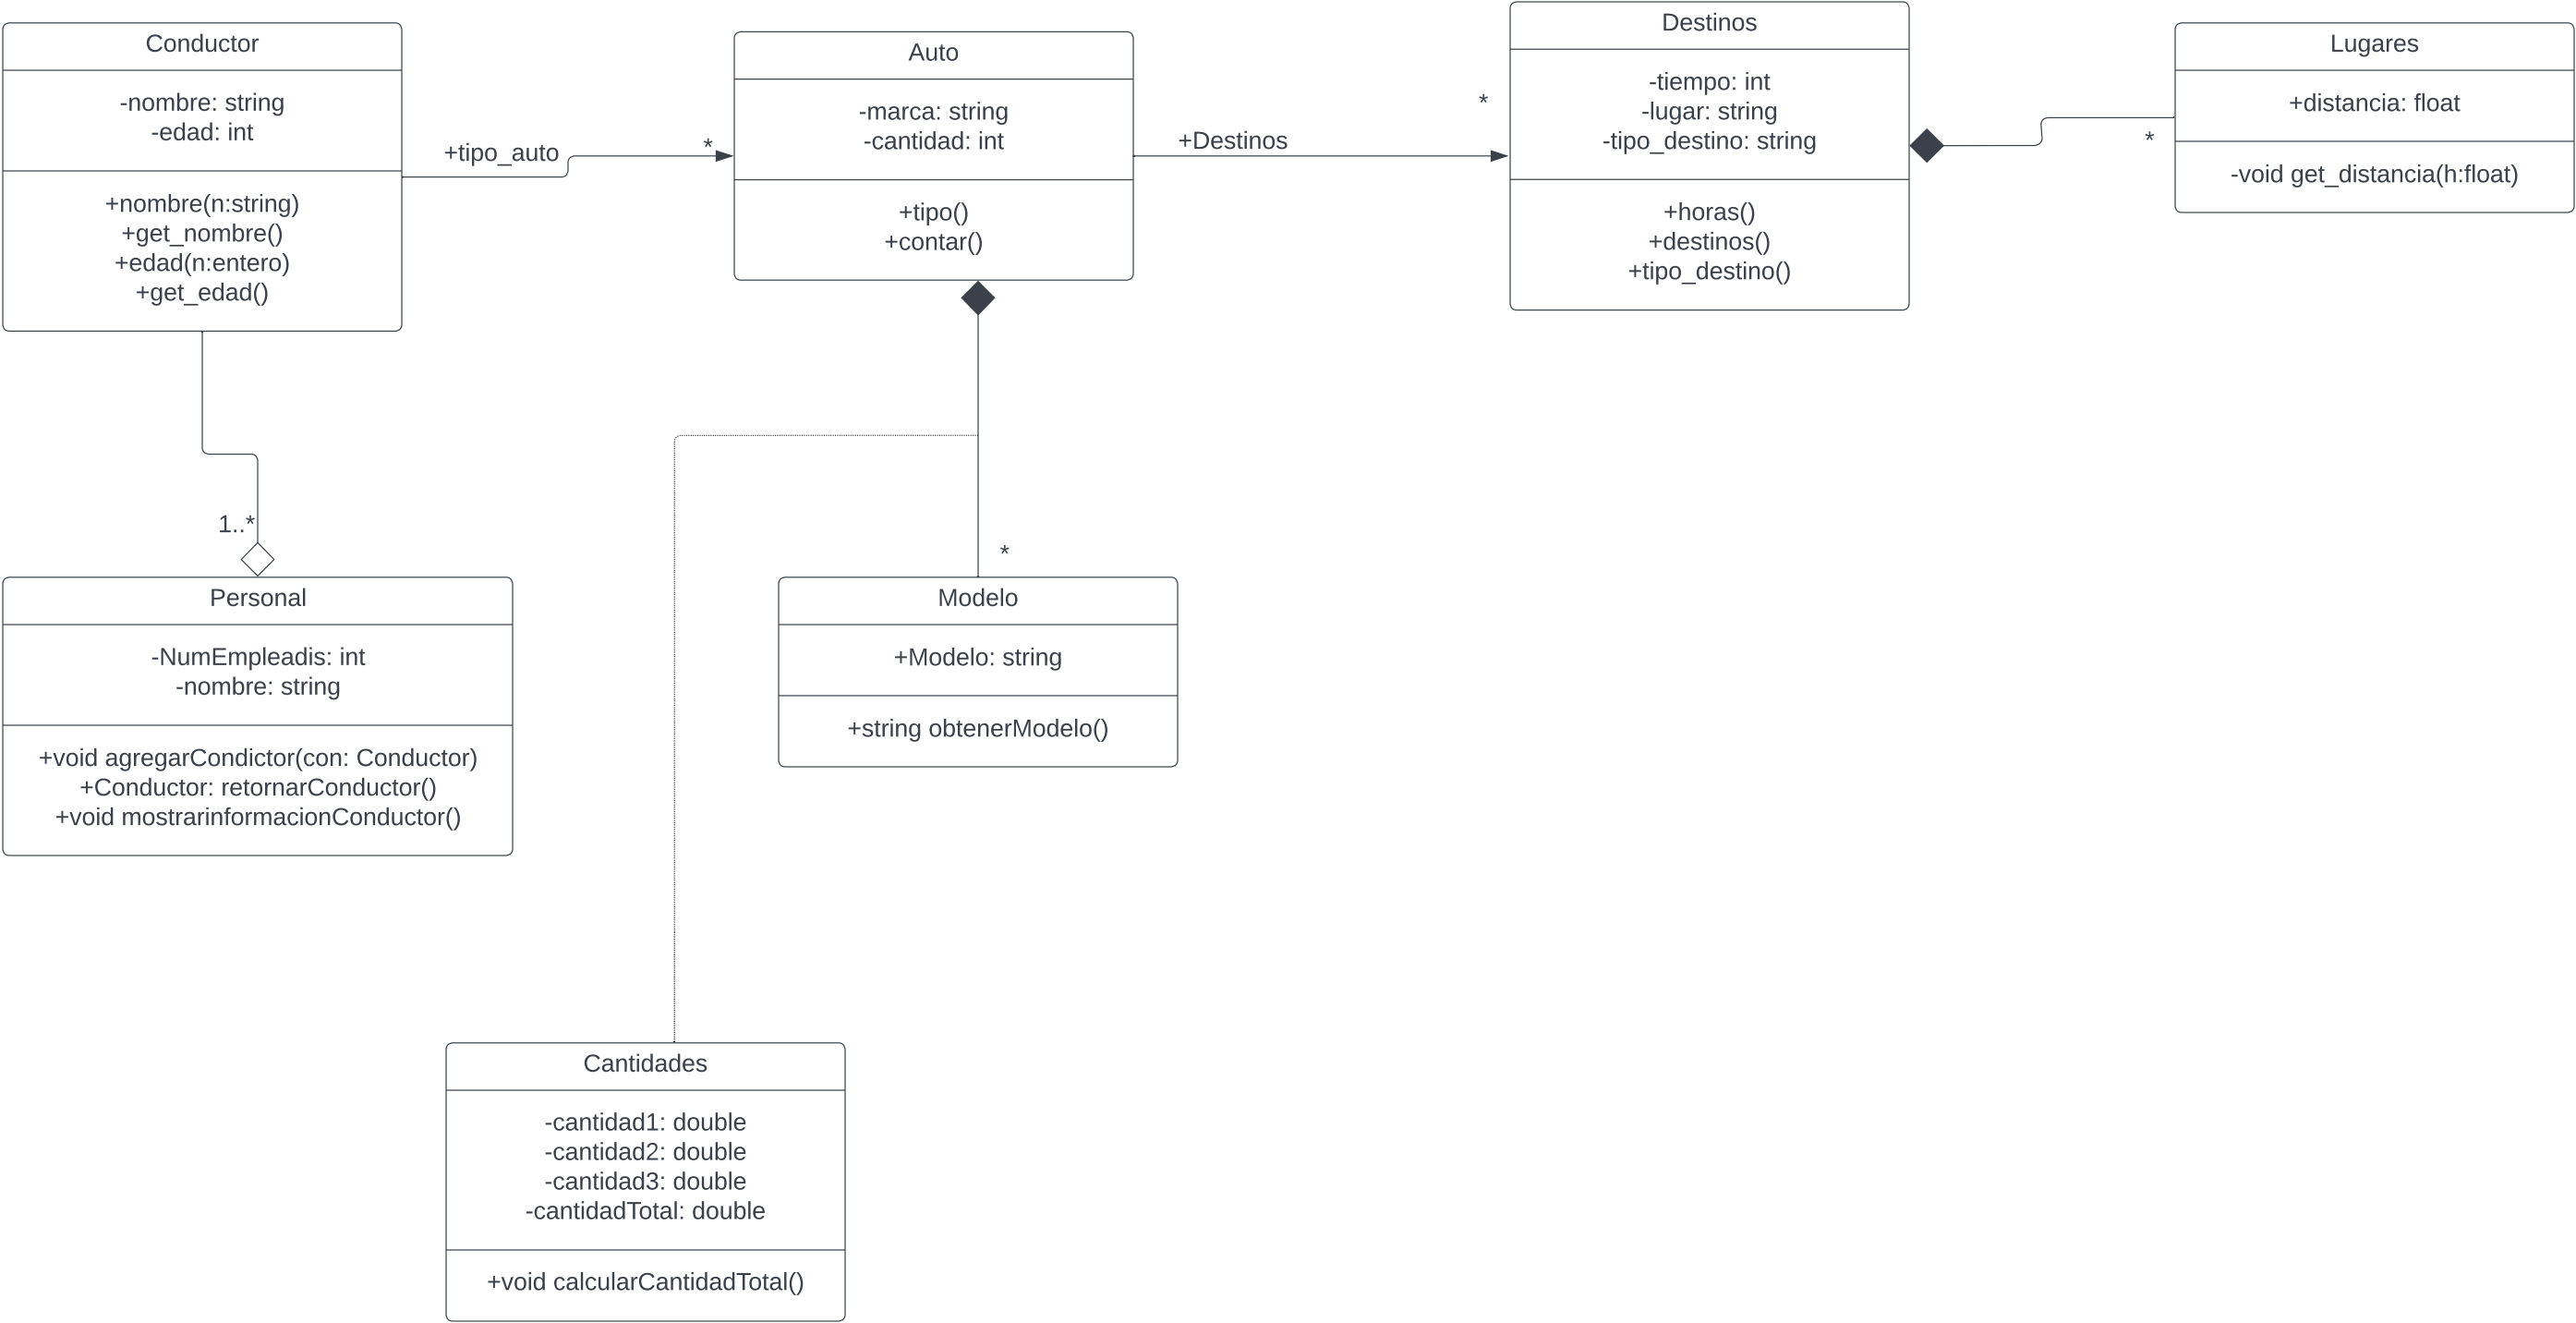 Conductor
-nombre: string
-edad: int
+nombre(n:string)
+get_nombre()
+edad(n:entero)
+get_edad()
+tipo_auto
*
Auto
-marca: string
-cantidad: int
+tipo()
+contar()
+Destinos
*
Destinos
-tiempo: int
-lugar: string
-tipo_destino: string
+horas()
+destinos()
+tipo_destino()
*
Lugares
+distancia: float
-void get_distancia(h:float)
1..*
Personal
-NumEmpleadis: int
-nombre: string
+void agregarCondictor(con: Conductor)
+Conductor: retornarConductor()
+void mostrarinformacionConductor()
*
Modelo
+Modelo: string
+string obtenerModelo()
Cantidades
-cantidad1: double
-cantidad2: double
-cantidad3: double
-cantidadTotal: double
+void calcularCantidadTotal()